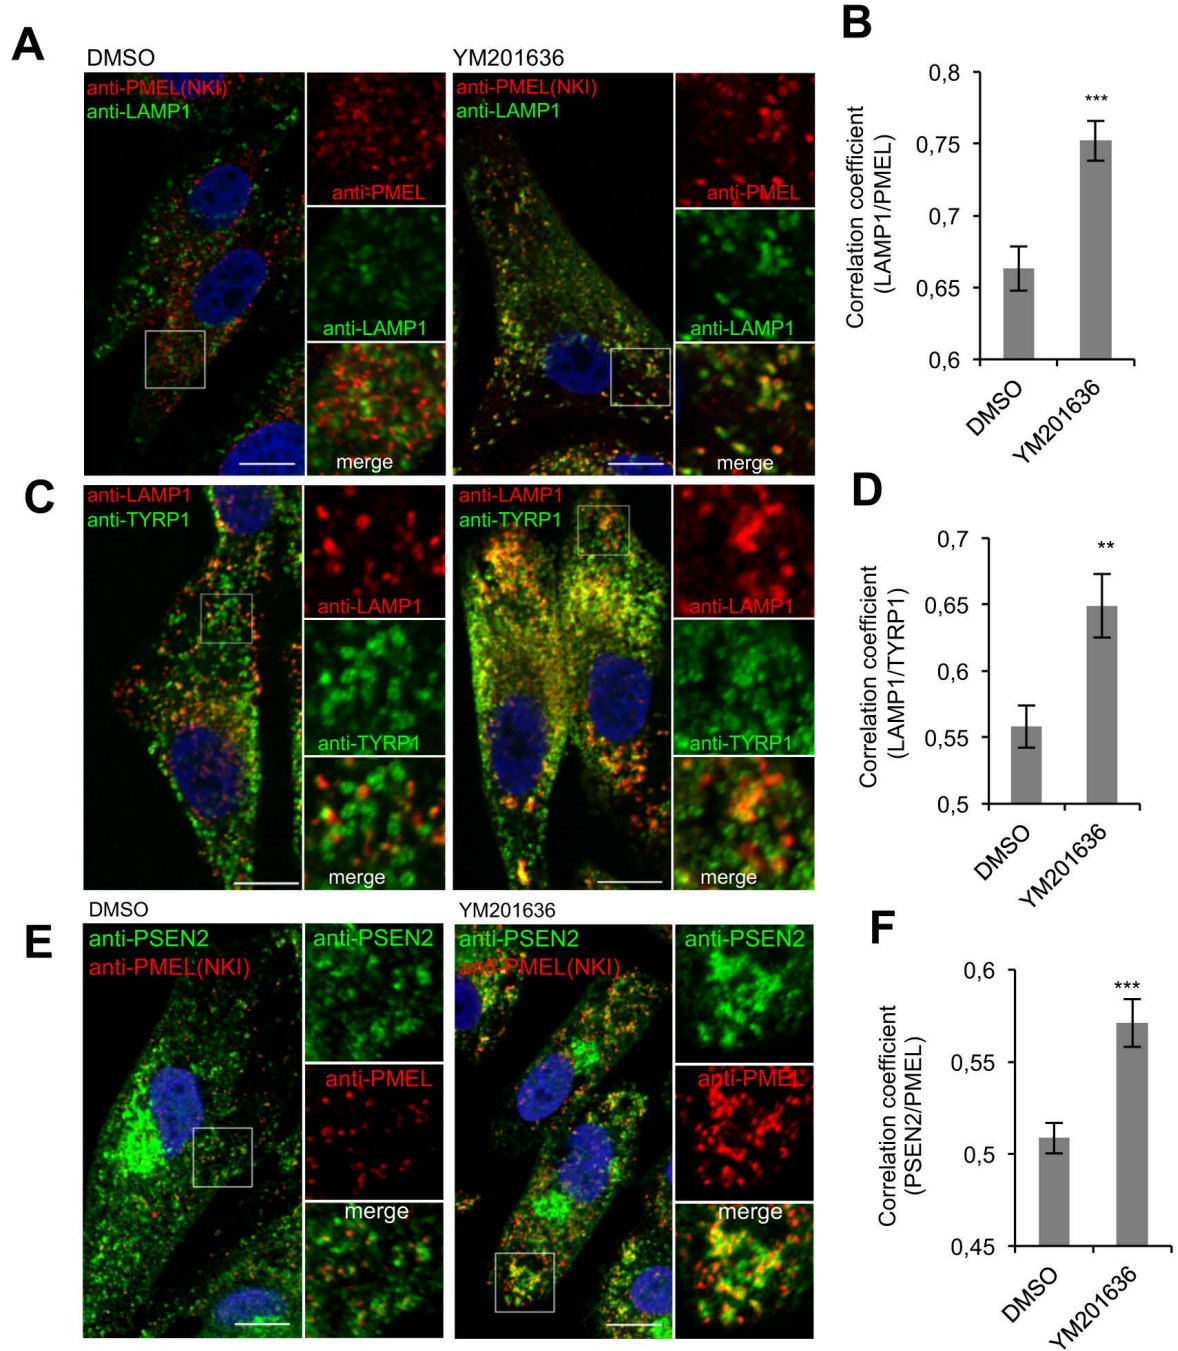 A
DMSO
anti-PMEL(NKI)
anti-LAMP1
anti-PMEL
anti-LAMP1
merge
YM201636
anti-PMEL(NKI)
anti-LAMP1
anti-PMEL
anti-LAMP1
merge
B
Correlation coefficient
(LAMP1/PMEL)
0,8
0,75
0,7
0,65
0,6
***
DMSO
YM201636
C
anti-LAMP1
anti-TYRP1
anti-LAMP1
anti-TYRP1
merge
anti-LAMP1
anti-TYRP1
anti-LAMP1
anti-TYRP1
merge
D
Correlation coefficient
(LAMP1/TYRP1)
0,7
0,65
0,6
0,55
0,5
**
DMSO
YM201636
E
DMSO
anti-PSEN2
anti-PMEL(NKI)
anti-PSEN2
anti-PMEL
merge
YM201636
anti-PSEN2
anti-PMEL(NKI)
anti-PSEN2
anti-PMEL
merge
F
Correlation coefficient
(PSEN2/PMEL)
0,6
0,55
0,5
0,45
***
DMSO
YM201636